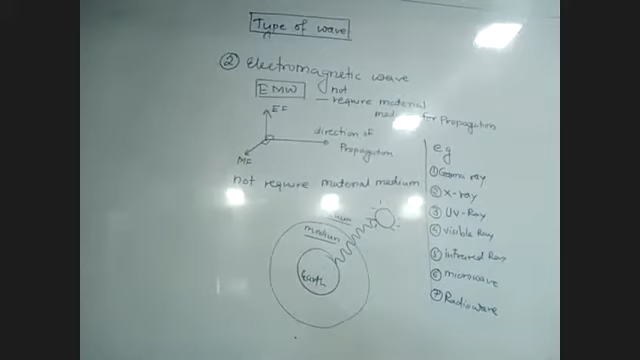 Type of wave
② Electromagnetic wave
EMW
not
— require material
medium for Propagation
EF
direction of
Propagation
MF
not require material medium
medium
Earth
eg
① Gamma ray
② X-ray
③ UV-Ray
④ visible Ray
⑤ infrared Ray
⑥ microwave
⑦ Radiowave